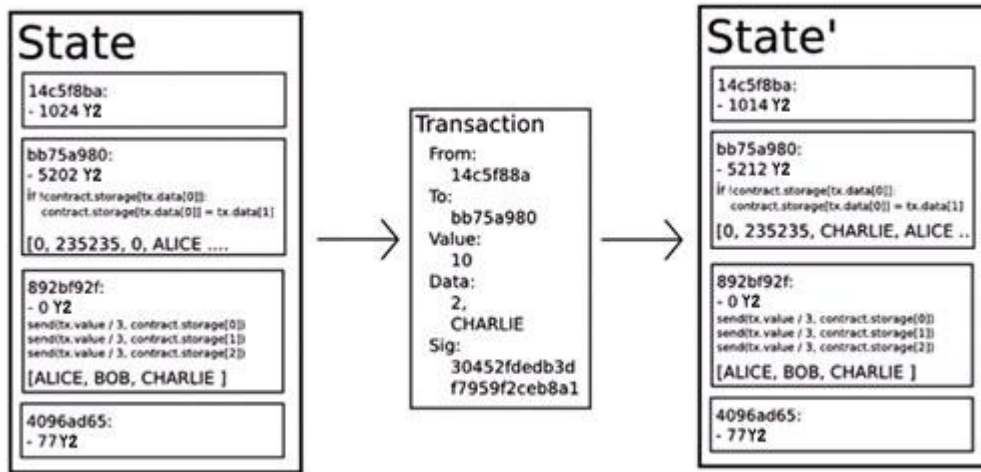 State
14c5f8ba:
- 1024 Y2
bb75a980:
- 5202 Y2
if !contract.storage[tx.data[0]]:
contract.storage[tx.data[0]] = tx.data[1]
[0, 235235, 0, ALICE ....
892bf92f:
- 0 Y2
send(tx.value / 3, contract.storage[0])
send(tx.value / 3, contract.storage[1])
send(tx.value / 3, contract.storage[2])
[ALICE, BOB, CHARLIE ]
4096ad65:
- 77Y2
Transaction
From:
14c5f88a
To:
bb75a980
Value:
10
Data:
2,
CHARLIE
Sig:
30452fdedb3d
f7959f2ceb8a1
State'
14c5f8ba:
- 1014 Y2
bb75a980:
- 5212 Y2
if !contract.storage[tx.data[0]]:
contract.storage[tx.data[0]] = tx.data[1]
[0, 235235, CHARLIE, ALICE ..
892bf92f:
- 0 Y2
send(tx.value / 3, contract.storage[0])
send(tx.value / 3, contract.storage[1])
send(tx.value / 3, contract.storage[2])
[ALICE, BOB, CHARLIE ]
4096ad65:
- 77Y2